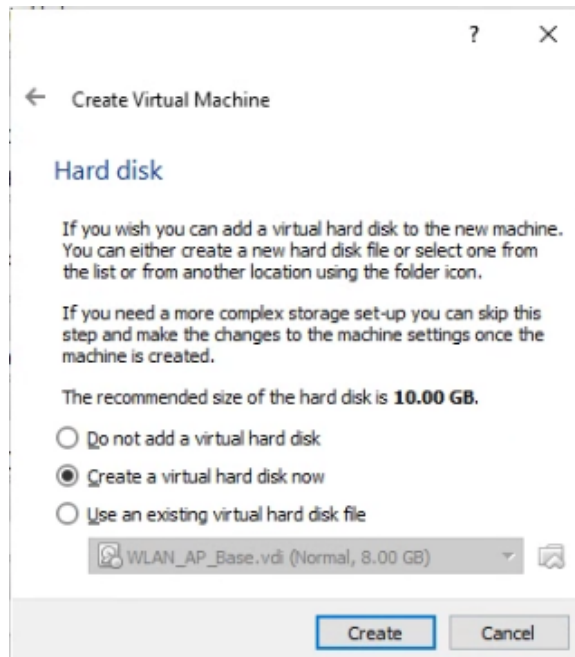 ?
Create Virtual Machine
Hard disk
If you wish you can add a virtual hard disk to the new machine.
You can either create a new hard disk file or select one from
the list or from another location using the folder icon.
If you need a more complex storage set-up you can skip this
step and make the changes to the machine settings once the
machine is created.
The recommended size of the hard disk is 10.00 GB.
Do not add a virtual hard disk
Create a virtual hard disk now
Use an existing virtual hard disk file
WLAN_AP_Base.vdi (Normal, 8.00 GB)
Create
Cancel